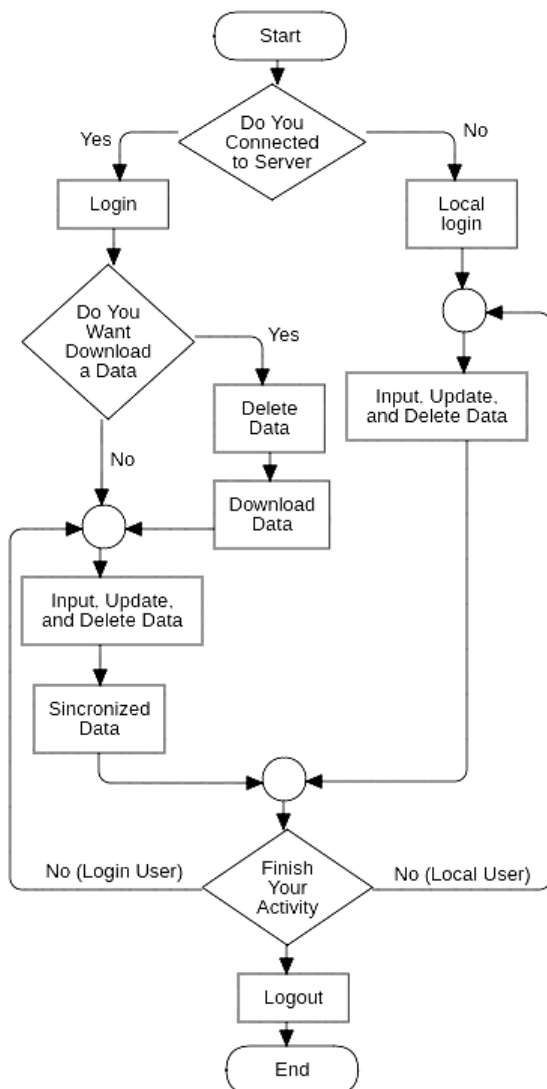 Start
Do You
Connected
to Server
Yes
No
Login
Local
login
Do You
Want
Download
a Data
Yes
Delete
Data
Input, Update,
and Delete Data
No
Download
Data
Input, Update,
and Delete Data
Sincronized
Data
No (Login User)
Finish
Your
Activity
No (Local User)
Logout
End